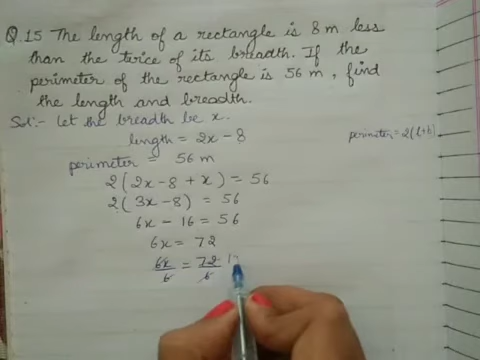 Q.15 The length of a rectangle is 8 m less
than the twice of its breadth. If the
perimeter of the rectangle is 56 m, find
the length and breadth.
Sol:- Let the breadth be x.
length = 2x - 8
perimeter = 2(l+b)
perimeter = 56 m
2(2x - 8 + x) = 56
2(3x - 8) = 56
6x - 16 = 56
6x = 72
6x/6 = 72/6